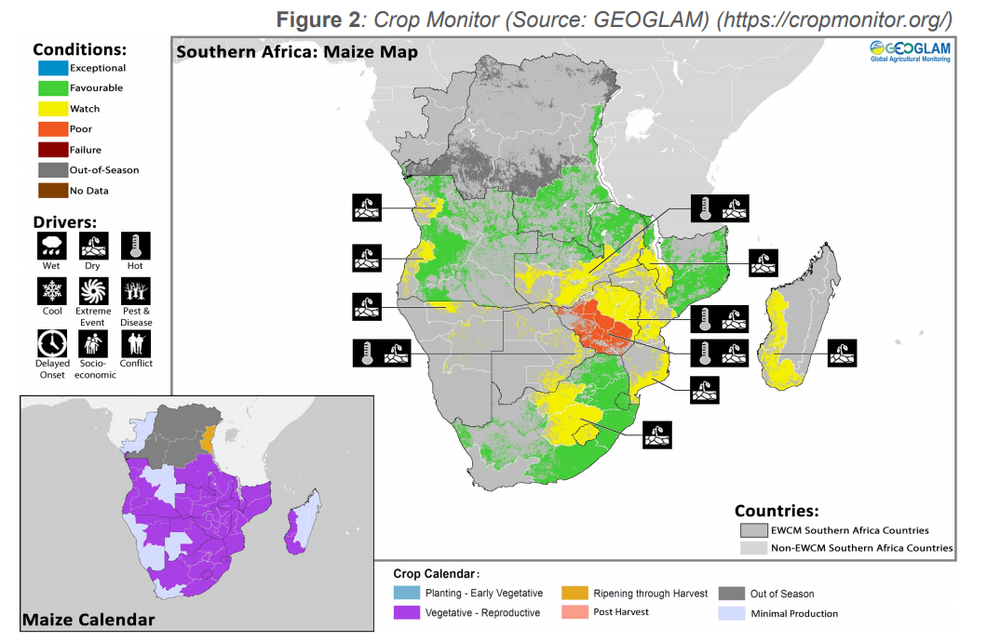 Figure 2: Crop Monitor (Source: GEOGLAM) (https://cropmonitor.org/)
Conditions:
Exceptional
Favourable
Watch
Poor
Failure
Out-of-Season
No Data
Drivers:
Wet
Dry
Hot
Cool
Extreme
Event
Pest &
Disease
Delayed
Onset
Socio-
economic
Conflict
Southern Africa: Maize Map
GEOGLAM
Global Agricultural Monitoring
Countries:
EWCM Southern Africa Countries
Non-EWCM Southern Africa Countries
Maize Calendar
Crop Calendar:
Planting - Early Vegetative
Ripening through Harvest
Out of Season
Vegetative - Reproductive
Post Harvest
Minimal Production